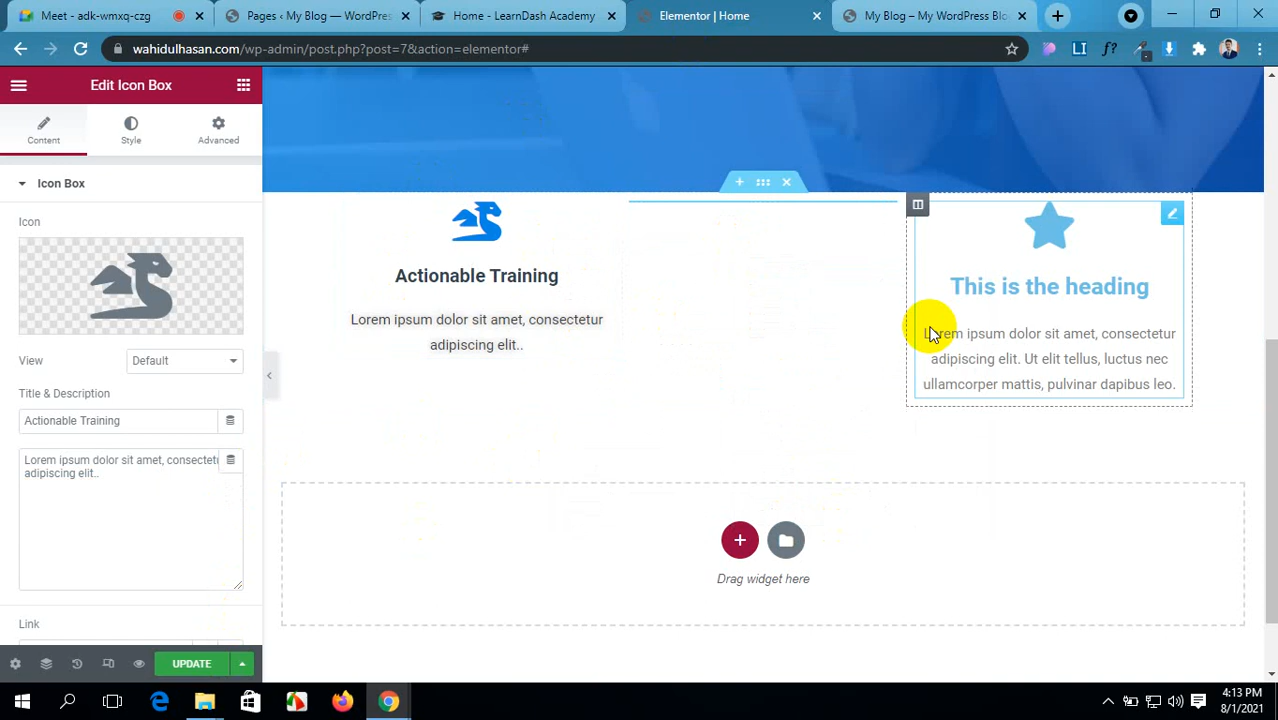 Meet - adk-wmxq-czg
Pages ‹ My Blog — WordPres
Home - LearnDash Academy
Elementor | Home
My Blog – My WordPress Blo
wahidulhasan.com/wp-admin/post.php?post=7&action=elementor#
LI
f?
Edit Icon Box
Content
Style
Advanced
Icon Box
Icon
View
Default
Title & Description
Actionable Training
Lorem ipsum dolor sit amet, consectetu
adipiscing elit..
Link
UPDATE
Actionable Training
Lorem ipsum dolor sit amet, consectetur
adipiscing elit..
This is the heading
Lorem ipsum dolor sit amet, consectetur
adipiscing elit. Ut elit tellus, luctus nec
ullamcorper mattis, pulvinar dapibus leo.
Drag widget here
4:13 PM
8/1/2021